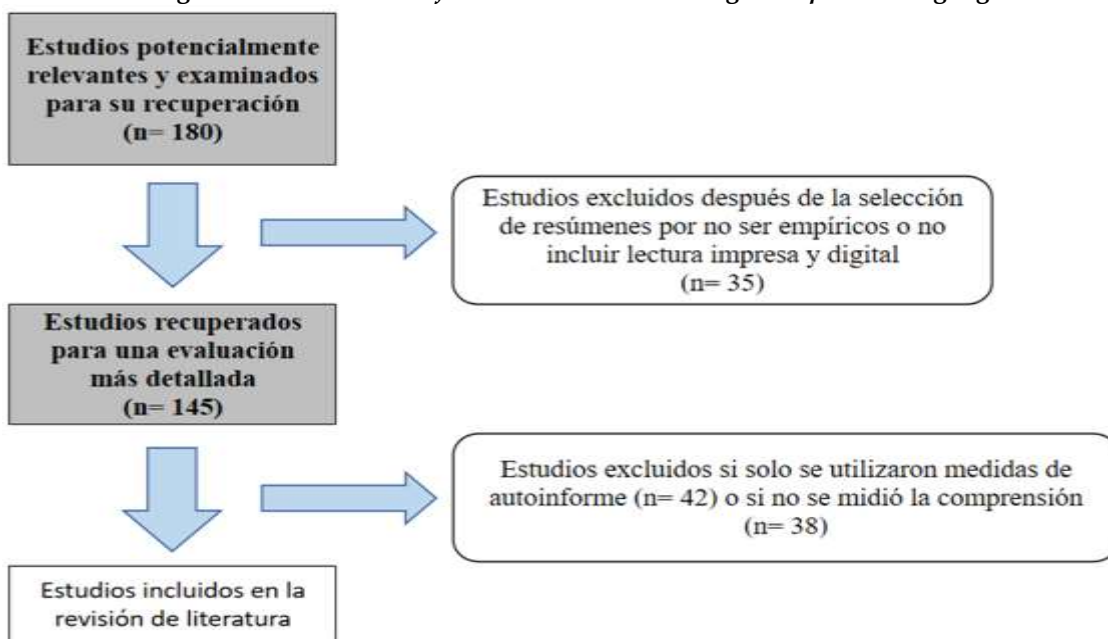 Estudios potencialmente
relevantes y examinados
para su recuperación
(n= 180)
Estudios excluidos después de la selección
de resúmenes por no ser empíricos o no
incluir lectura impresa y digital
(n= 35)
Estudios recuperados
para una evaluación
más detallada
(n= 145)
Estudios excluidos si solo se utilizaron medidas de
autoinforme (n= 42) o si no se midió la comprensión
(n= 38)
Estudios incluidos en la
revisión de literatura